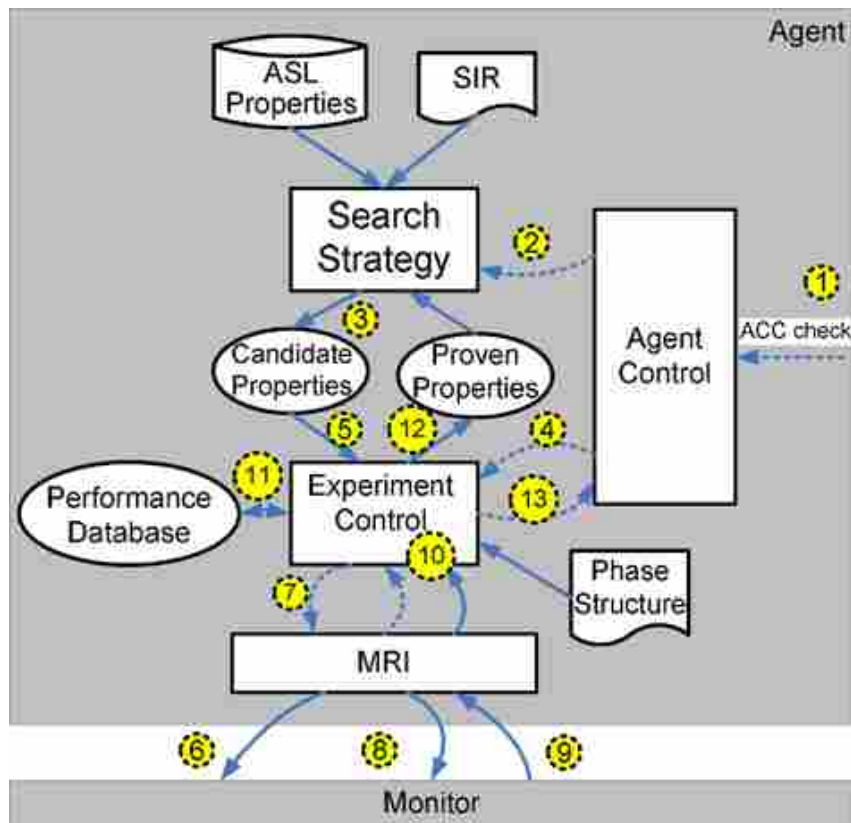 Agent
ASL
Properties
SIR
Search
Strategy
2
1
ACC check
3
Agent
Control
Candidate
Properties
Proven
Properties
5
12
4
11
Performance
Database
Experiment
Control
13
10
7
Phase
Structure
MRI
6
8
9
Monitor